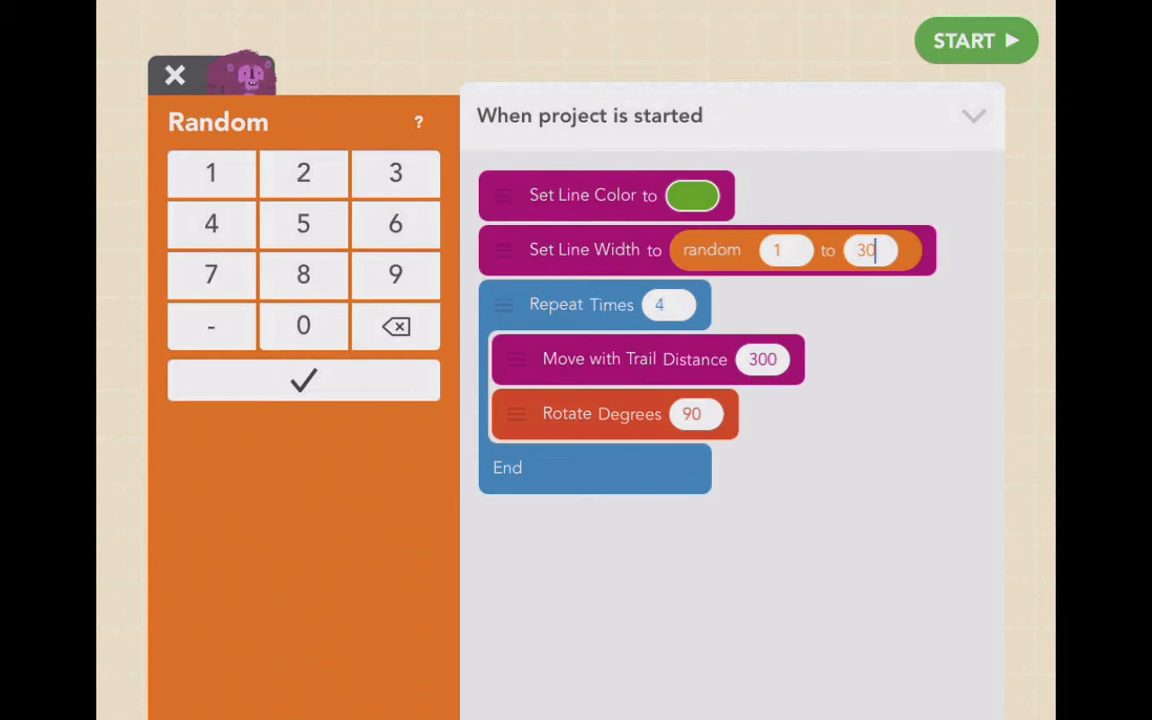 START
Random ?
1 2 3
4 5 6
7 8 9
- 0
When project is started
Set Line Color to
Set Line Width to random 1 to 30
Repeat Times 4
Move with Trail Distance 300
Rotate Degrees 90
End